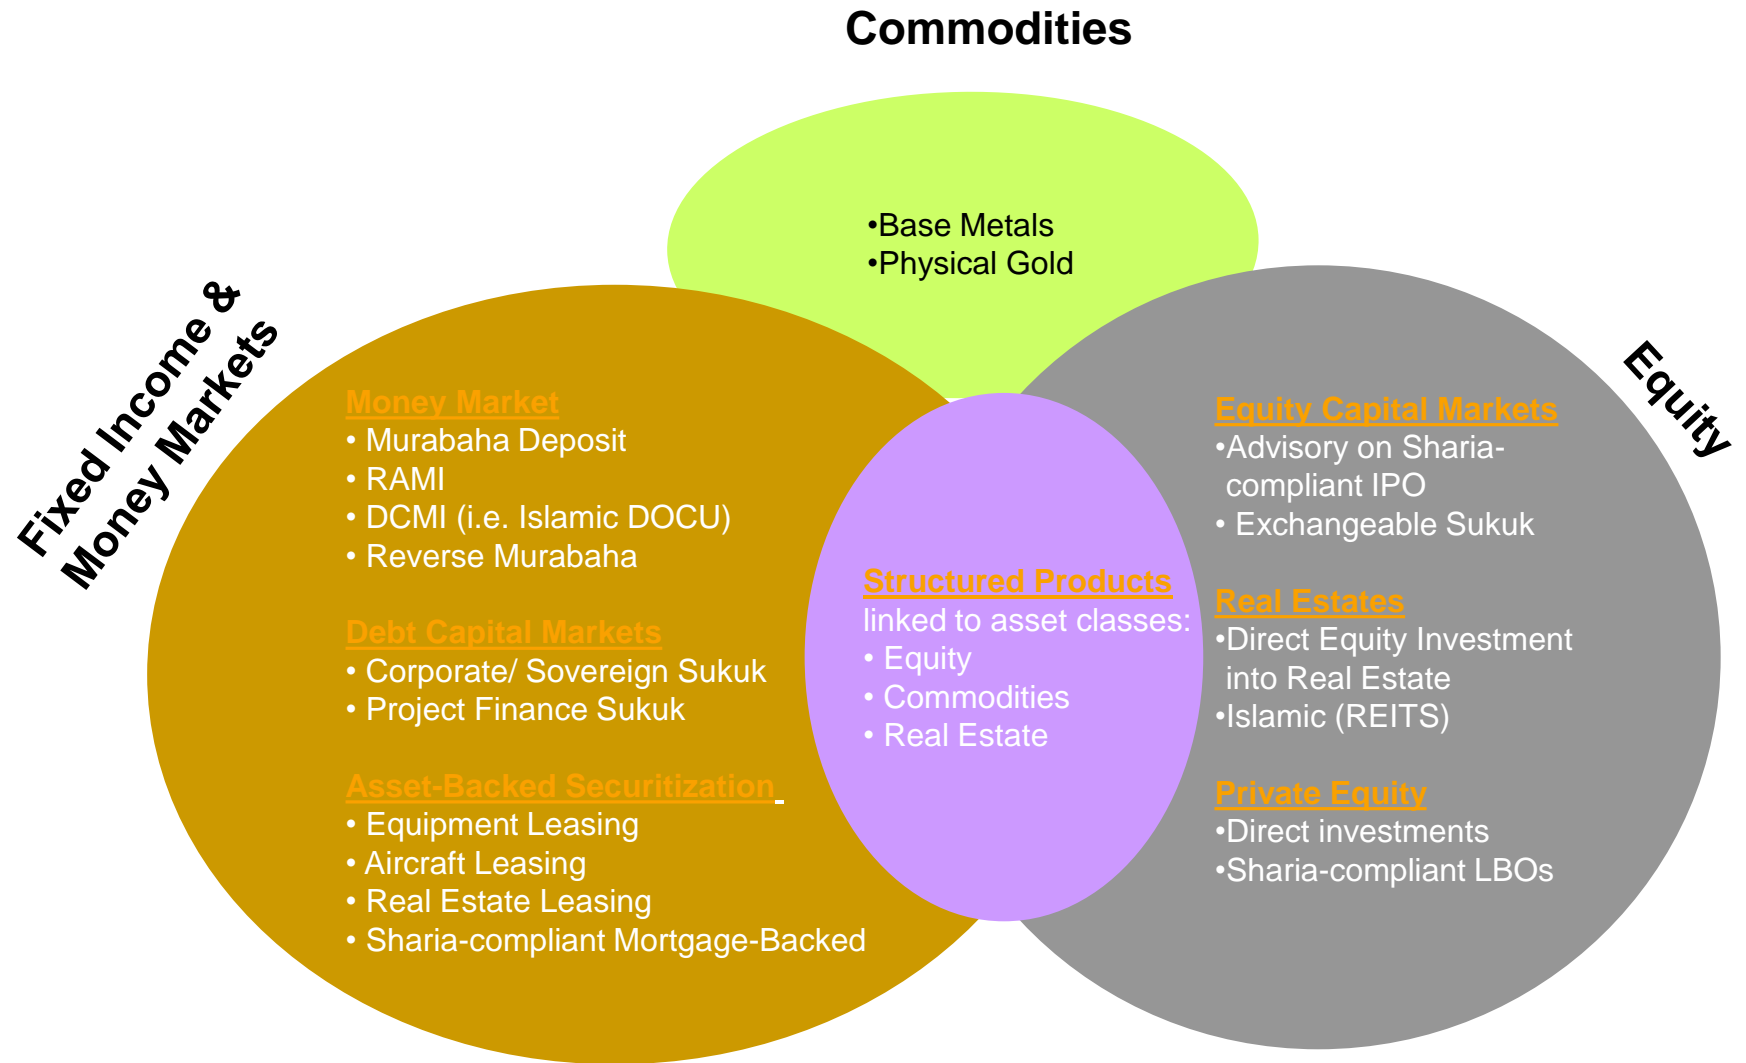 Commodities
•Base Metals
•Physical Gold
Fixed Income &
Money Markets
Money Market
• Murabaha Deposit
• RAMI
• DCMI (i.e. Islamic DOCU)
• Reverse Murabaha
Debt Capital Markets
• Corporate/ Sovereign Sukuk
• Project Finance Sukuk
Asset-Backed Securitization
• Equipment Leasing
• Aircraft Leasing
• Real Estate Leasing
• Sharia-compliant Mortgage-Backed
Structured Products
linked to asset classes:
• Equity
• Commodities
• Real Estate
Equity
Equity Capital Markets
•Advisory on Sharia-
compliant IPO
• Exchangeable Sukuk
Real Estates
•Direct Equity Investment
into Real Estate
•Islamic (REITS)
Private Equity
•Direct investments
•Sharia-compliant LBOs